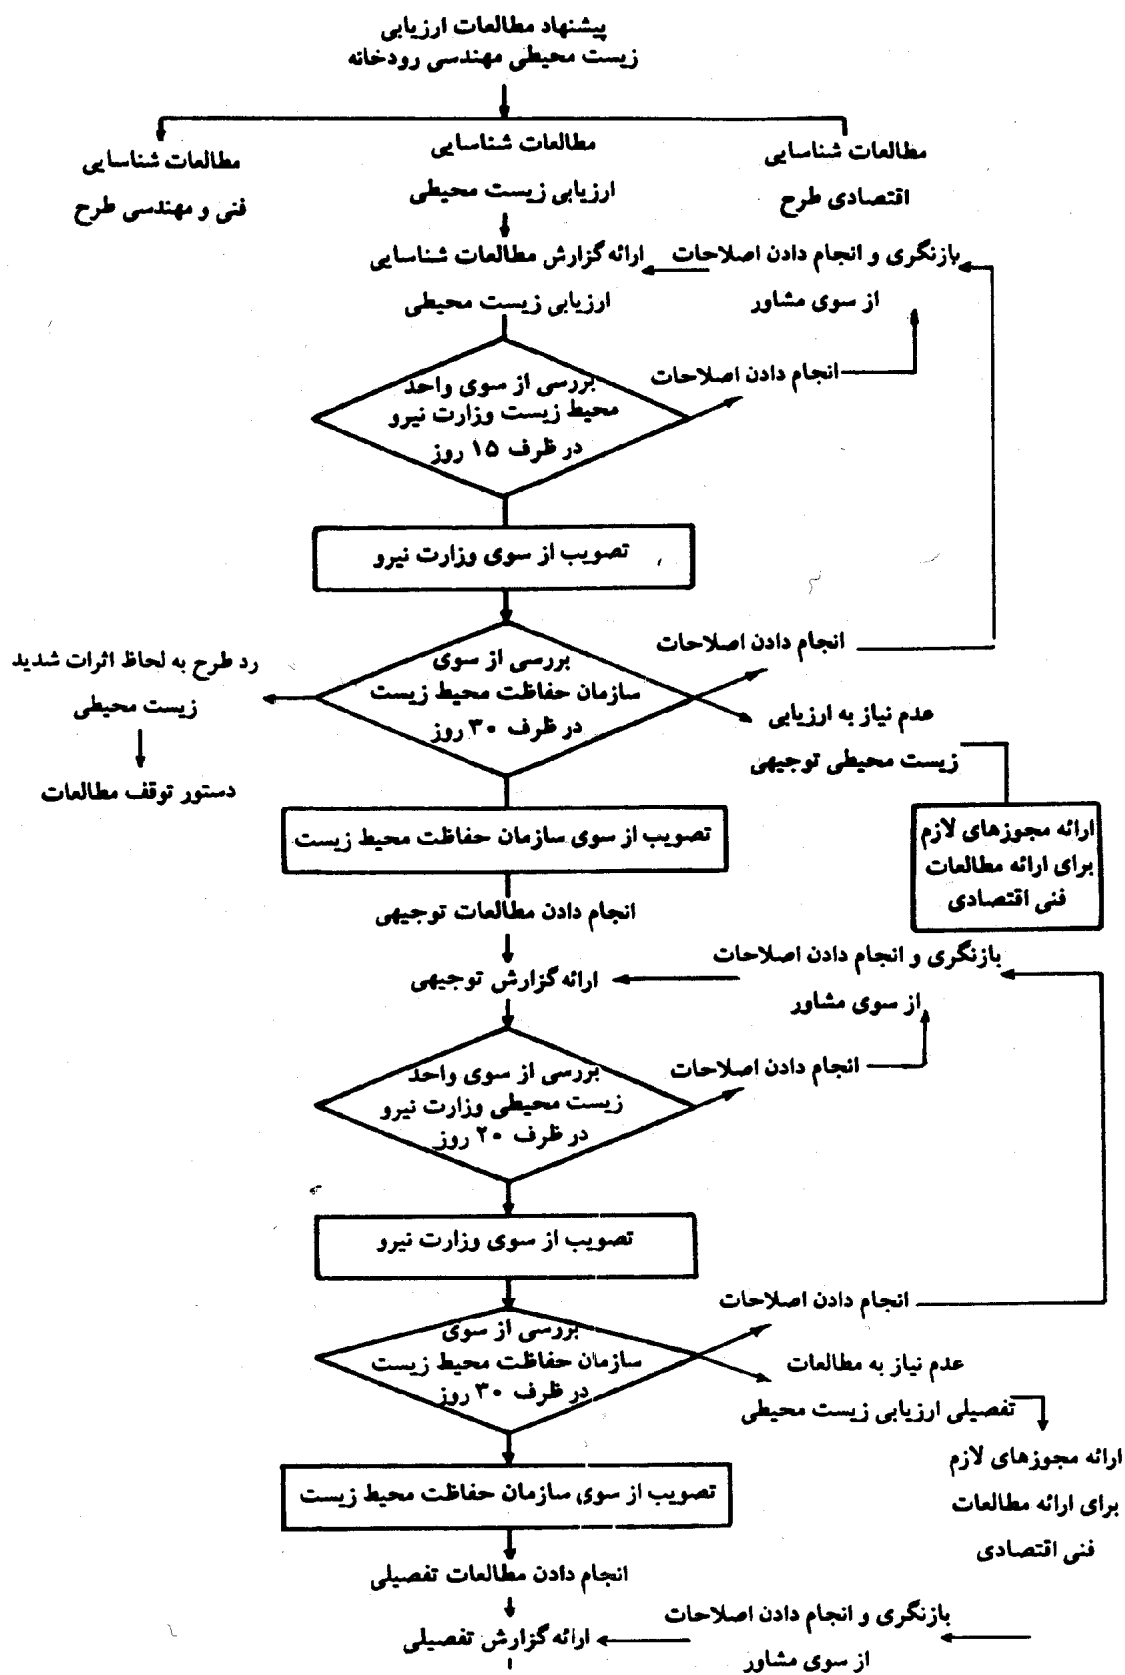 پیشنهاد مطالعات ارزیابی
زیست محیطی مهندسی رودخانه
مطالعات شناسایی
اقتصادی طرح
مطالعات شناسایی
ارزیابی زیست محیطی
مطالعات شناسایی
فنی و مهندسی طرح
بازنگری و انجام دادن اصلاحات
از سوی مشاور
ارائه گزارش مطالعات شناسایی
ارزیابی زیست محیطی
انجام دادن اصلاحات
بررسی از سوی واحد
محیط زیست وزارت نیرو
در ظرف ۱۵ روز
تصویب از سوی وزارت نیرو
انجام دادن اصلاحات
بررسی از سوی
سازمان حفاظت محیط زیست
در ظرف ۳۰ روز
رد طرح به لحاظ اثرات شدید
زیست محیطی
دستور توقف مطالعات
عدم نیاز به ارزیابی
زیست محیطی توجیهی
ارائه مجوزهای لازم
برای ارائه مطالعات
فنی اقتصادی
تصویب از سوی سازمان حفاظت محیط زیست
انجام دادن مطالعات توجیهی
بازنگری و انجام دادن اصلاحات
از سوی مشاور
ارائه گزارش توجیهی
انجام دادن اصلاحات
بررسی از سوی واحد
زیست محیطی وزارت نیرو
در ظرف ۲۰ روز
تصویب از سوی وزارت نیرو
انجام دادن اصلاحات
بررسی از سوی
سازمان حفاظت محیط زیست
در ظرف ۳۰ روز
عدم نیاز به مطالعات
تفصیلی ارزیابی زیست محیطی
ارائه مجوزهای لازم
برای ارائه مطالعات
فنی اقتصادی
تصویب از سوی سازمان حفاظت محیط زیست
انجام دادن مطالعات تفصیلی
بازنگری و انجام دادن اصلاحات
از سوی مشاور
ارائه گزارش تفصیلی